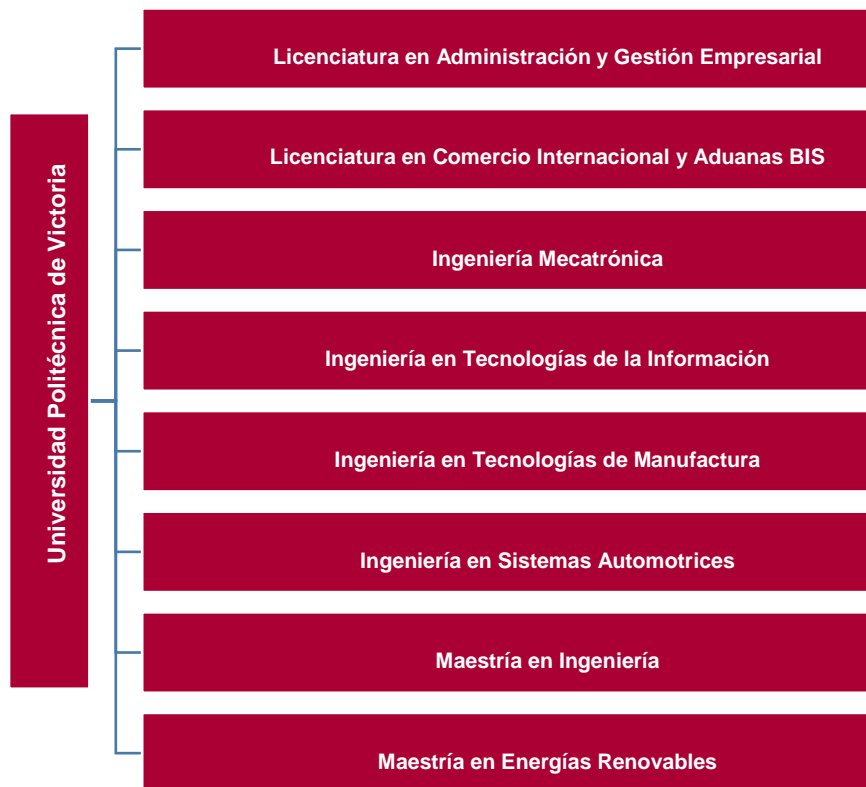 Universidad Politécnica de Victoria
Licenciatura en Administración y Gestión Empresarial
Licenciatura en Comercio Internacional y Aduanas BIS
Ingeniería Mecatrónica
Ingeniería en Tecnologías de la Información
Ingeniería en Tecnologías de Manufactura
Ingeniería en Sistemas Automotrices
Maestría en Ingeniería
Maestría en Energías Renovables